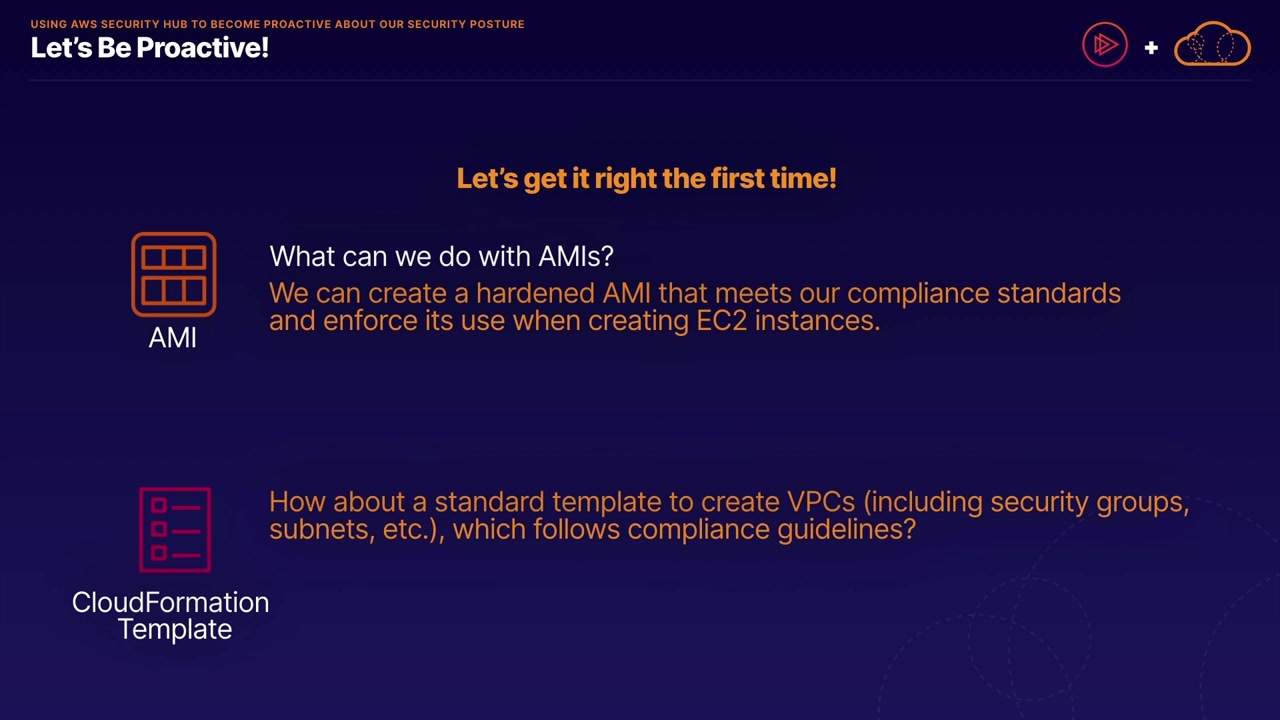 USING AWS SECURITY HUB TO BECOME PROACTIVE ABOUT OUR SECURITY POSTURE
Let’s Be Proactive!
Let’s get it right the first time!
What can we do with AMIs?
We can create a hardened AMI that meets our compliance standards
and enforce its use when creating EC2 instances.
AMI
How about a standard template to create VPCs (including security groups,
subnets, etc.), which follows compliance guidelines?
CloudFormation
Template